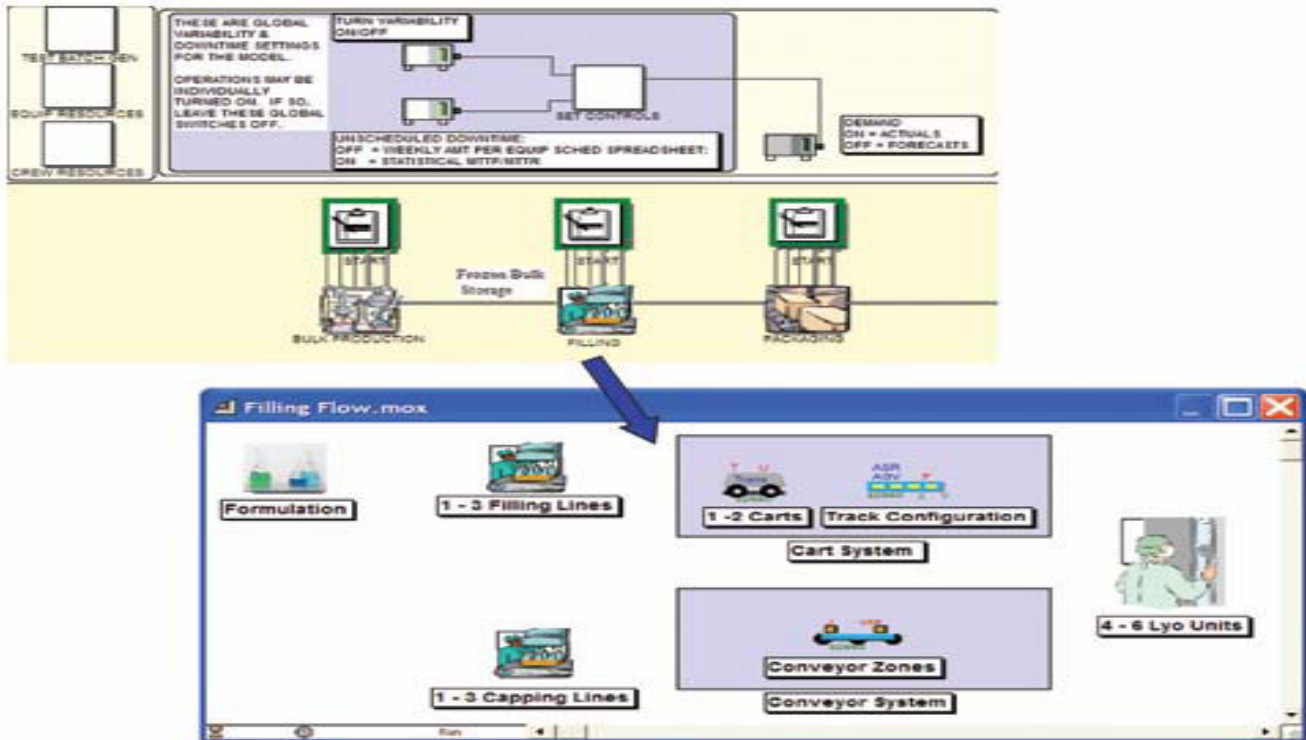 TEST BATCH GEN
EQUIP RESOURCES
CREW RESOURCES
THESE ARE GLOBAL
VARIABILITY &
DOWNTIME SETTINGS
FOR THE MODEL.
OPERATIONS MAY BE
INDIVIDUALLY
TURNED ON. IF SO,
LEAVE THESE GLOBAL
SWITCHES OFF.
TURN VARIABILITY
ON/OFF
SET CONTROLS
UNSCHEDULED DOWNTIME:
OFF = WEEKLY AMT PER EQUIP SCHED SPREADSHEET:
ON = STATISTICAL MTTF/MTTR
DEMAND
ON = ACTUALS
OFF = FORECASTS
START
START
START
Frozen Bulk
Storage
BULK PRODUCTION
FILLING
PACKAGING
Filling Flow.mox
Formulation
1 - 3 Filling Lines
T U
Trans
ASR
AGV
1 -2 Carts
Track Configuration
Cart System
4 - 6 Lyo Units
1 - 3 Capping Lines
Conveyor Zones
Conveyor System
Run